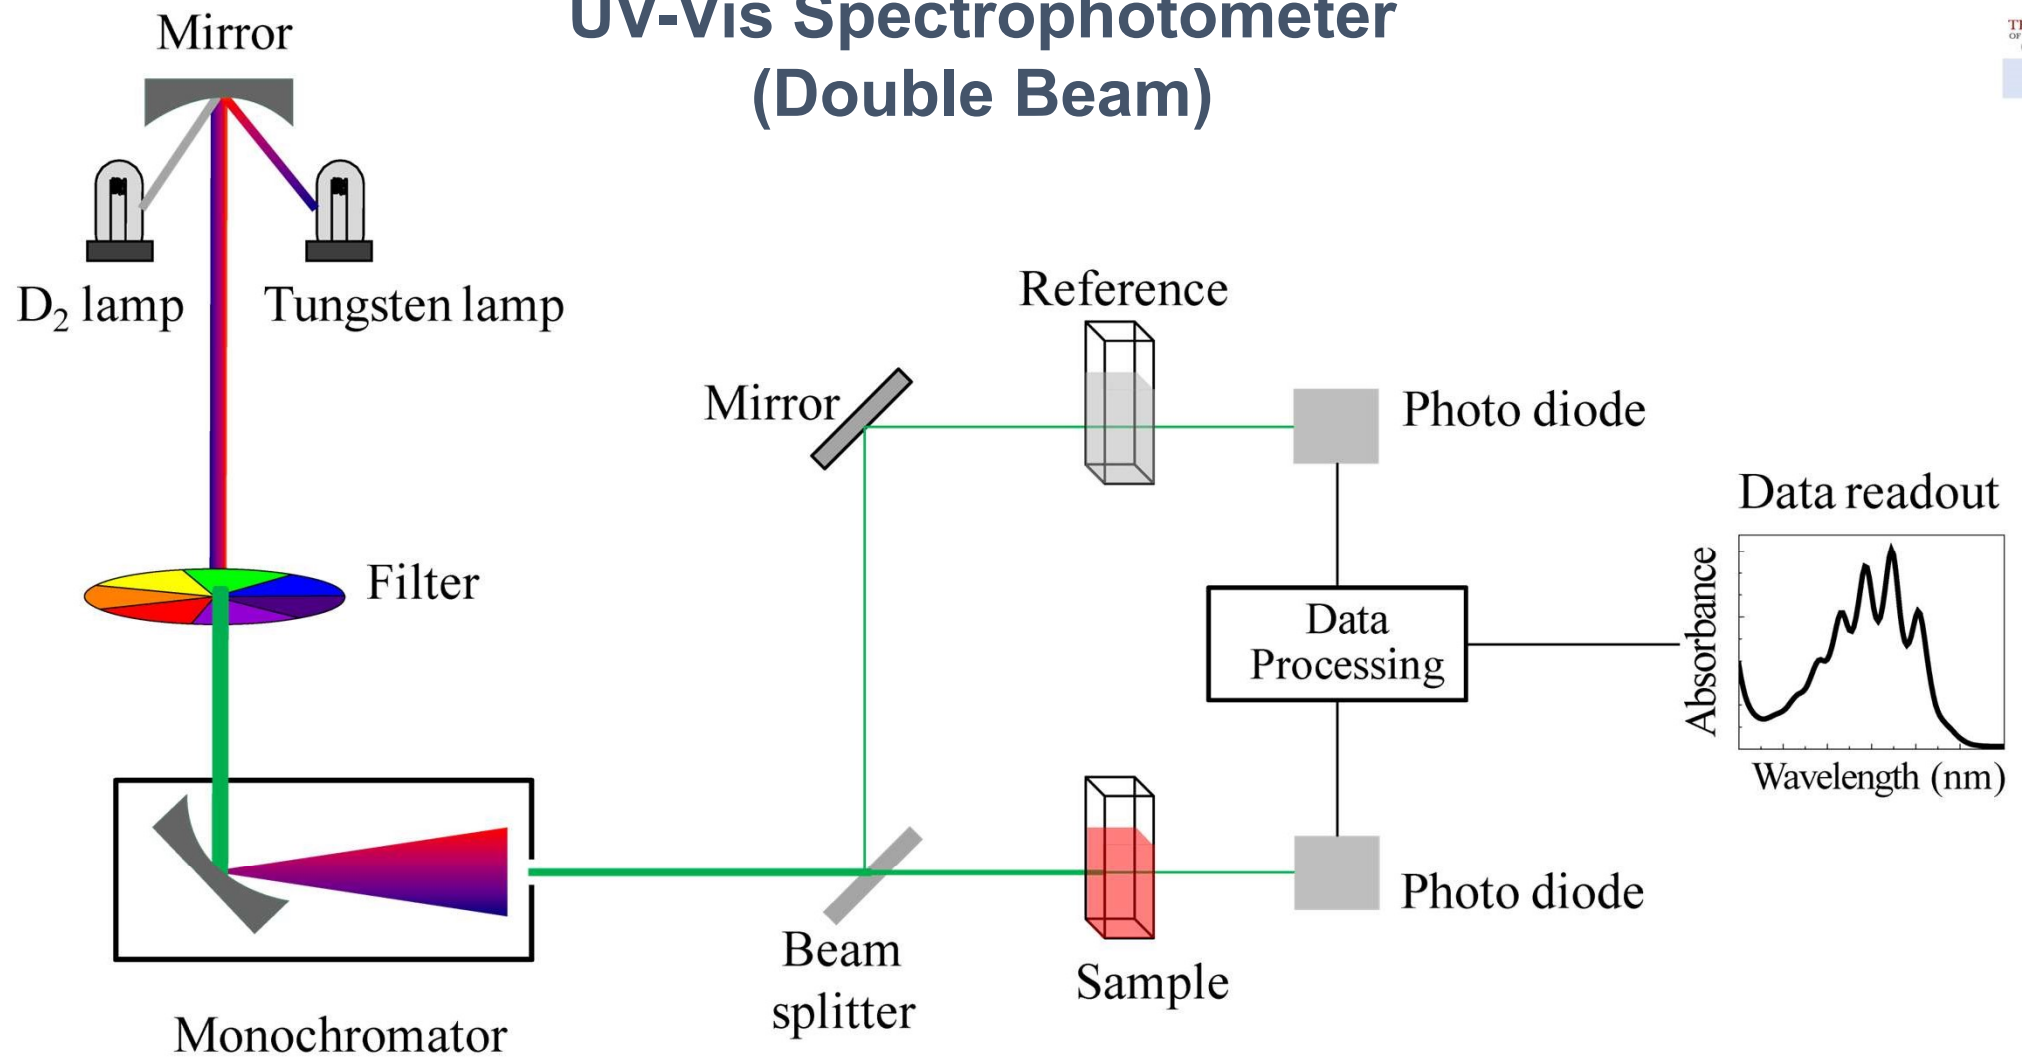 UV-Vis Spectrophotometer
(Double Beam)
Mirror
D₂ lamp
Tungsten lamp
Filter
Monochromator
Mirror
Reference
Photo diode
Beam
splitter
Sample
Photo diode
Data
Processing
Data readout
Absorbance
Wavelength (nm)